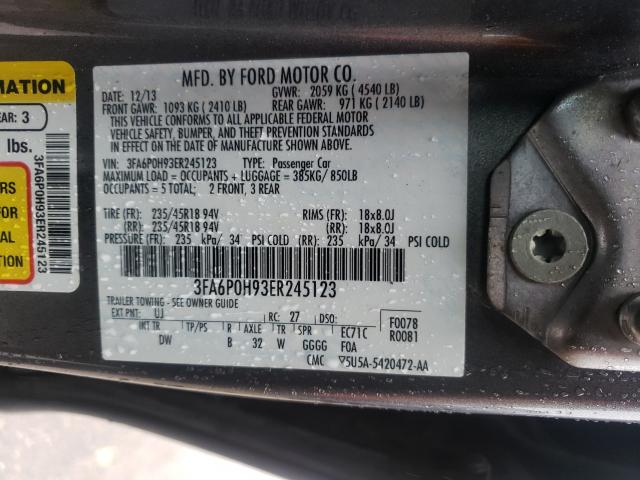 MFD. BY FORD MOTOR CO.
DATE: 12/13 GVWR: 2059 KG (4540 LB)
FRONT GAWR: 1093 KG (2410 LB) REAR GAWR: 971 KG (2140 LB)
THIS VEHICLE CONFORMS TO ALL APPLICABLE FEDERAL MOTOR
VEHICLE SAFETY, BUMPER, AND THEFT PREVENTION STANDARDS
IN EFFECT ON THE DATE OF MANUFACTURE SHOWN ABOVE.
VIN: 3FA6P0H93ER245123 TYPE: Passenger Car
MAXIMUM LOAD = OCCUPANTS + LUGGAGE = 385KG/850LB
OCCUPANTS = 5 TOTAL: 2 FRONT, 3 REAR
TIRE (FR): 235/45R18 94V RIMS (FR): 18x8.0J
(RR): 235/45R18 94V (RR): 18x8.0J
PRESSURE (FR): 235 kPa/ 34 PSI COLD (RR): 235 kPa/ 34 PSI COLD
3FA6P0H93ER245123
TRAILER TOWING - SEE OWNER GUIDE
EXT PNT: UJ RC: 27 DSO: F0078
INT TR TP/PS R AXLE TR SPR EC71C R0081
DW B 32 W GGGG F0A
CMC 5U5A-5420472-AA
RMATION
EAR: 3
lbs.
RS
FOR
AL
TION
3FA6P0H93ER245123